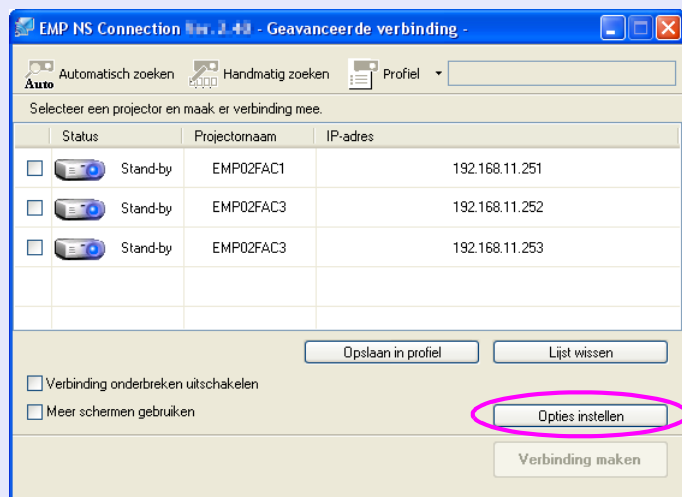 EMP NS Connection - Geavanceerde verbinding -
Auto Automatisch zoeken Handmatig zoeken Profiel
Selecteer een projector en maak er verbinding mee.
Status Projectornaam IP-adres
Stand-by EMP02FAC1 192.168.11.251
Stand-by EMP02FAC3 192.168.11.252
Stand-by EMP02FAC3 192.168.11.253
Opslaan in profiel Lijst wissen
Verbinding onderbreken uitschakelen
Meer schermen gebruiken Opties instellen
Verbinding maken